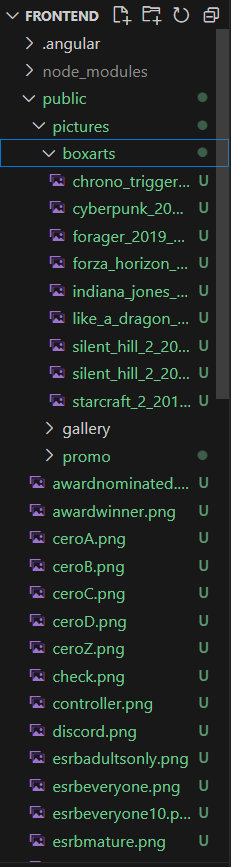 FRONTEND
.angular
node_modules
public
pictures
boxarts
chrono_trigger... U
cyberpunk_20... U
forager_2019_... U
forza_horizon_... U
indiana_jones_... U
like_a_dragon_... U
silent_hill_2_20... U
silent_hill_2_20... U
starcraft_2_201... U
gallery
promo
awardnominated.... U
awardwinner.png U
ceroA.png U
ceroB.png U
ceroC.png U
ceroD.png U
ceroZ.png U
check.png U
controller.png U
discord.png U
esrbadultsonly.png U
esrbeveryone.png U
esrbeveryone10.p... U
esrbmature.png U